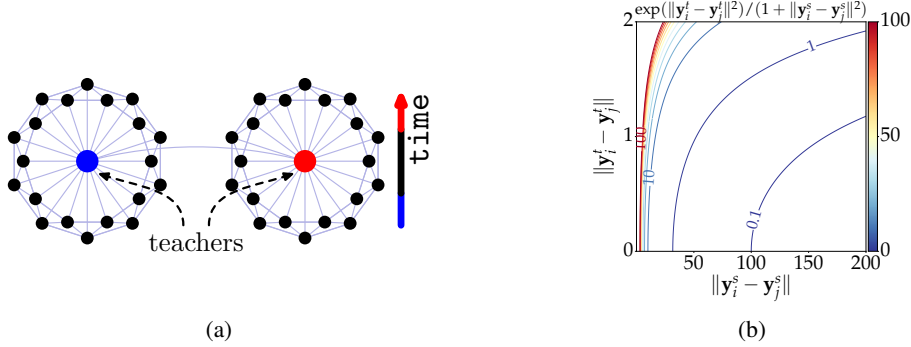 teachers
time
(a)
exp(‖y_i^t − y_j^t‖²)/(1 + ‖y_i^s − y_j^s‖²)
2
1
0
‖y_i^t − y_j^t‖
100
10
1
0.1
50
100
150
200
‖y_i^s − y_j^s‖
100
50
0
(b)